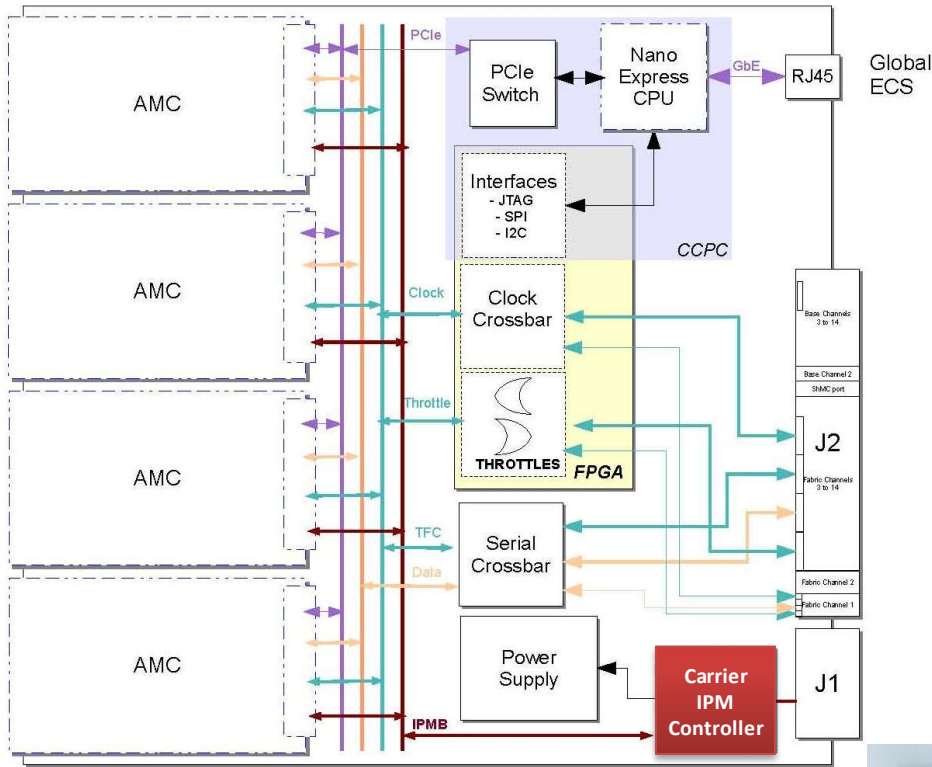 AMC
AMC
AMC
AMC
PCIe
PCIe
Switch
Nano
Express
CPU
GbE
RJ45
Global
ECS
Interfaces
- JTAG
- SPI
- I2C
CCPC
Clock
Clock
Crossbar
Throttle
THROTTLES
FPGA
TFC
Data
Serial
Crossbar
Base Channels
3 to 14
Base Channel 2
ShMC port
J2
Fabric Channels
3 to 14
Fabric Channel 2
Fabric Channel 1
Power
Supply
IPMB
Carrier
IPM
Controller
J1